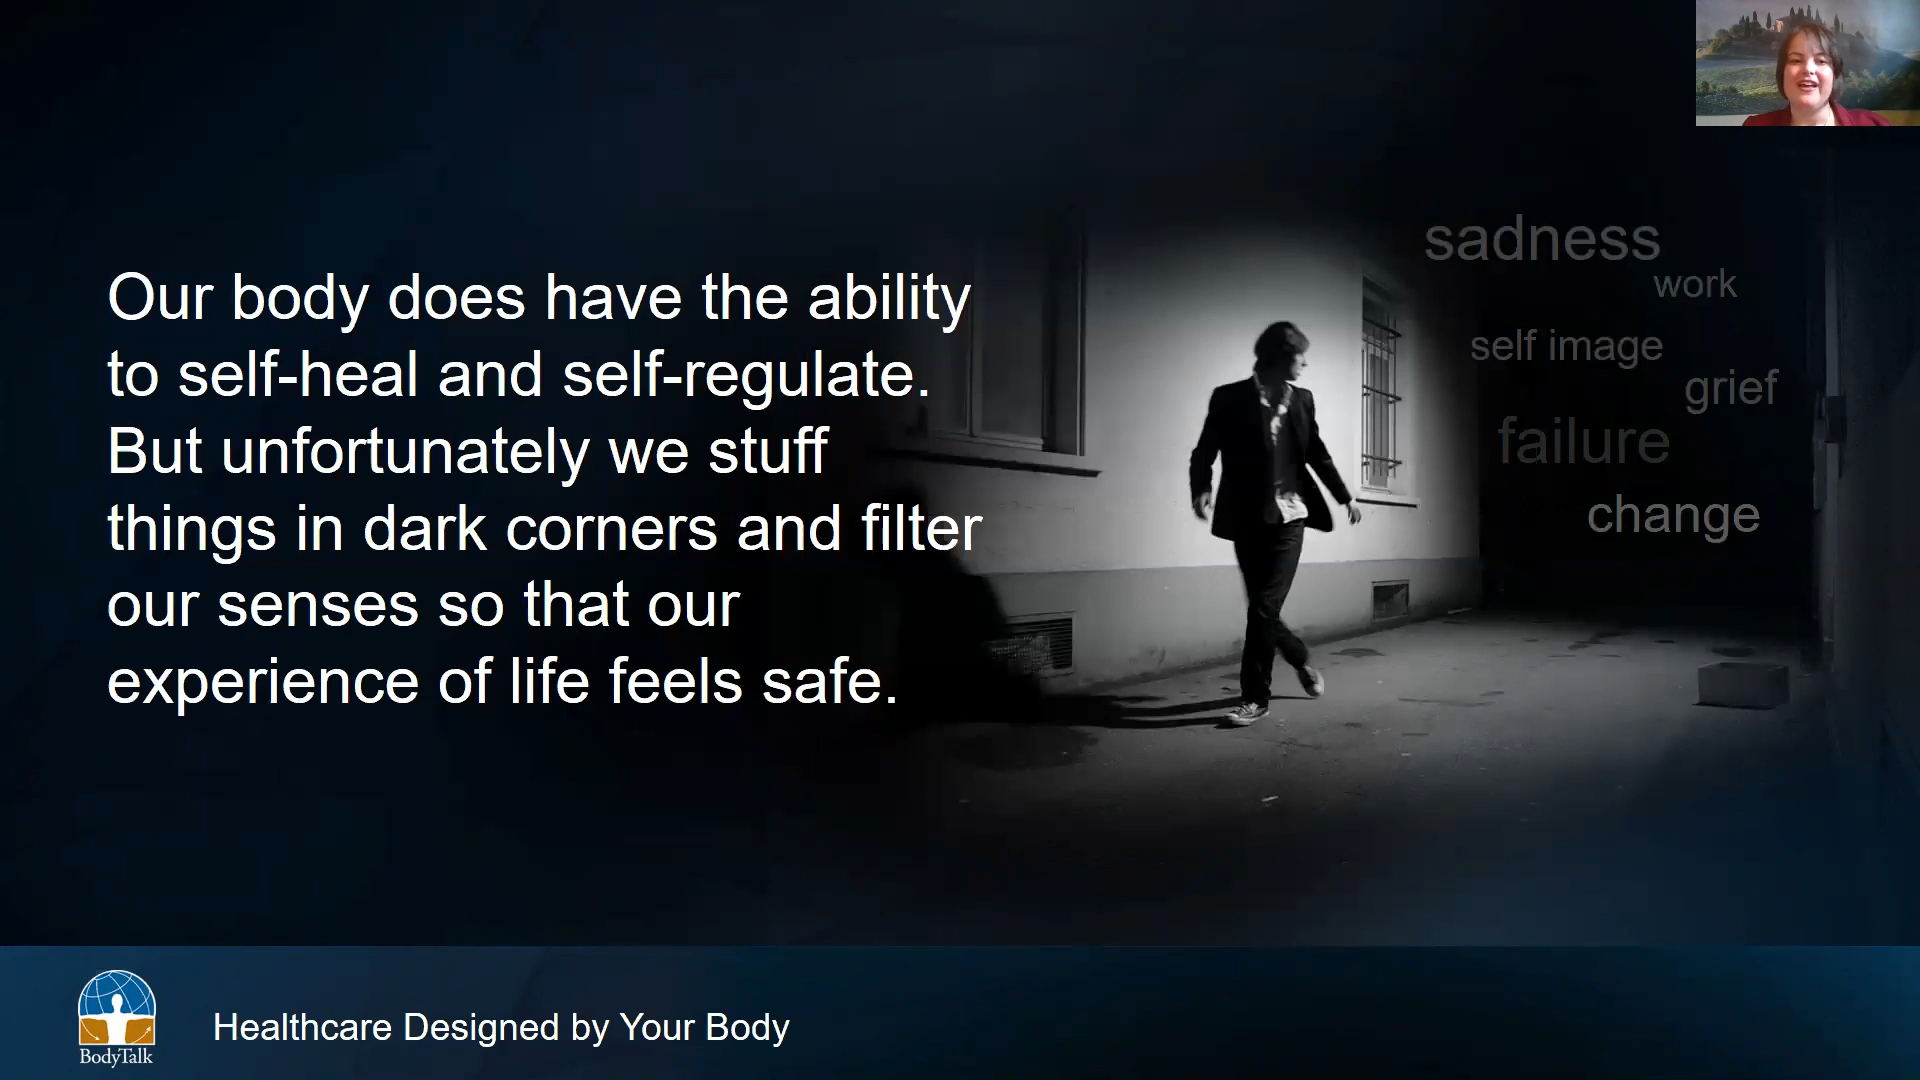 Our body does have the ability
to self-heal and self-regulate.
But unfortunately we stuff
things in dark corners and filter
our senses so that our
experience of life feels safe.
sadness
work
self image
grief
failure
change
BodyTalk
Healthcare Designed by Your Body